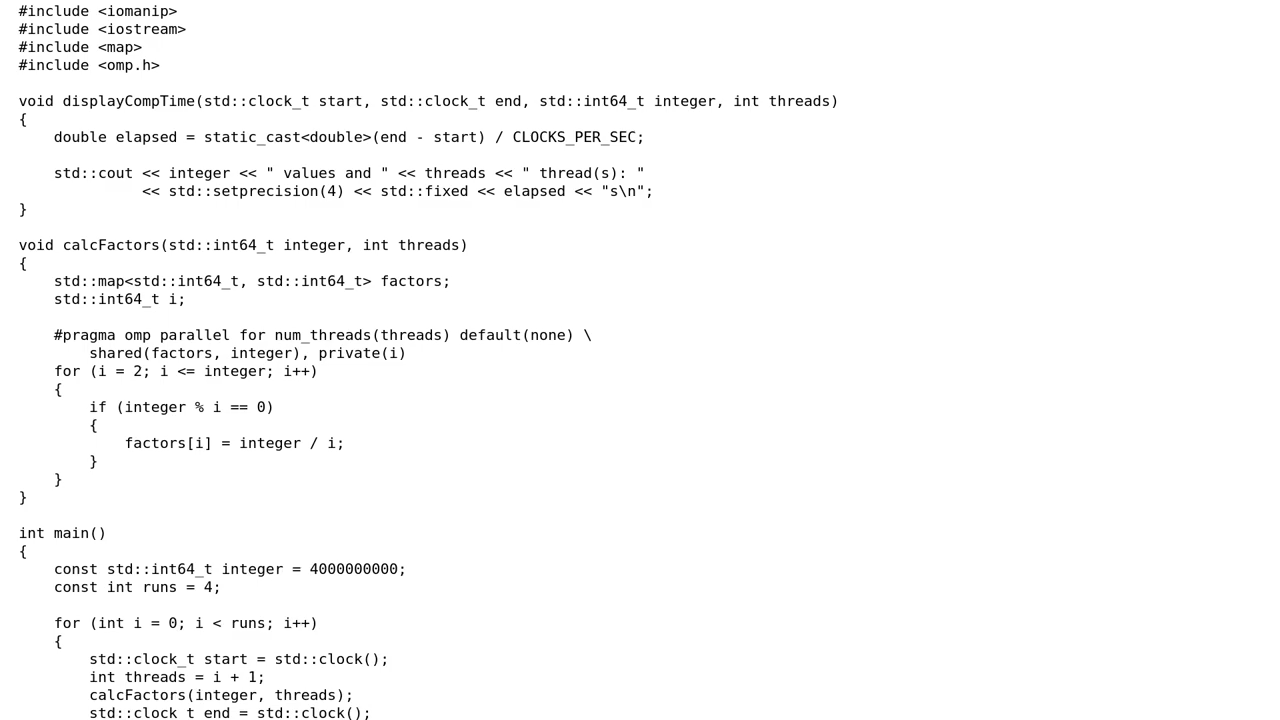 #include <iomanip>
#include <iostream>
#include <map>
#include <omp.h>

void displayCompTime(std::clock_t start, std::clock_t end, std::int64_t integer, int threads)
{
    double elapsed = static_cast<double>(end - start) / CLOCKS_PER_SEC;

    std::cout << integer << " values and " << threads << " thread(s): "
              << std::setprecision(4) << std::fixed << elapsed << "s\n";
}

void calcFactors(std::int64_t integer, int threads)
{
    std::map<std::int64_t, std::int64_t> factors;
    std::int64_t i;

    #pragma omp parallel for num_threads(threads) default(none) \
        shared(factors, integer), private(i)
    for (i = 2; i <= integer; i++)
    {
        if (integer % i == 0)
        {
            factors[i] = integer / i;
        }
    }
}

int main()
{
    const std::int64_t integer = 4000000000;
    const int runs = 4;

    for (int i = 0; i < runs; i++)
    {
        std::clock_t start = std::clock();
        int threads = i + 1;
        calcFactors(integer, threads);
        std::clock_t end = std::clock();